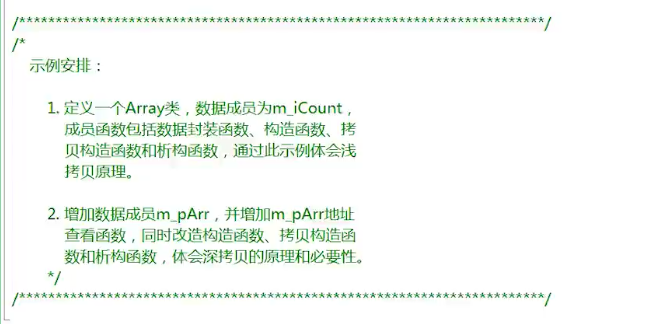 /************************************************************************/
/*
示例安排：
1. 定义一个Array类，数据成员为m_iCount，
成员函数包括数据封装函数、构造函数、拷
贝构造函数和析构函数，通过此示例体会浅
拷贝原理。
2. 增加数据成员m_pArr，并增加m_pArr地址
查看函数，同时改造构造函数、拷贝构造函
数和析构函数，体会深拷贝的原理和必要性。
*/
/************************************************************************/